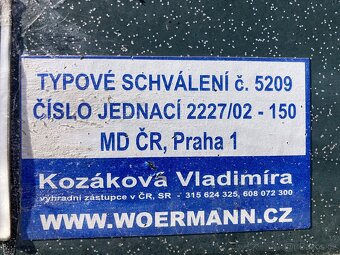 TYPOVÉ SCHVÁLENÍ č. 5209
ČÍSLO JEDNACÍ 2227/02 - 150
MD ČR, Praha 1
Kozáková Vladimíra
výhradní zástupce v ČR, SR - 315 624 325, 608 072 300
WWW.WOERMANN.CZ